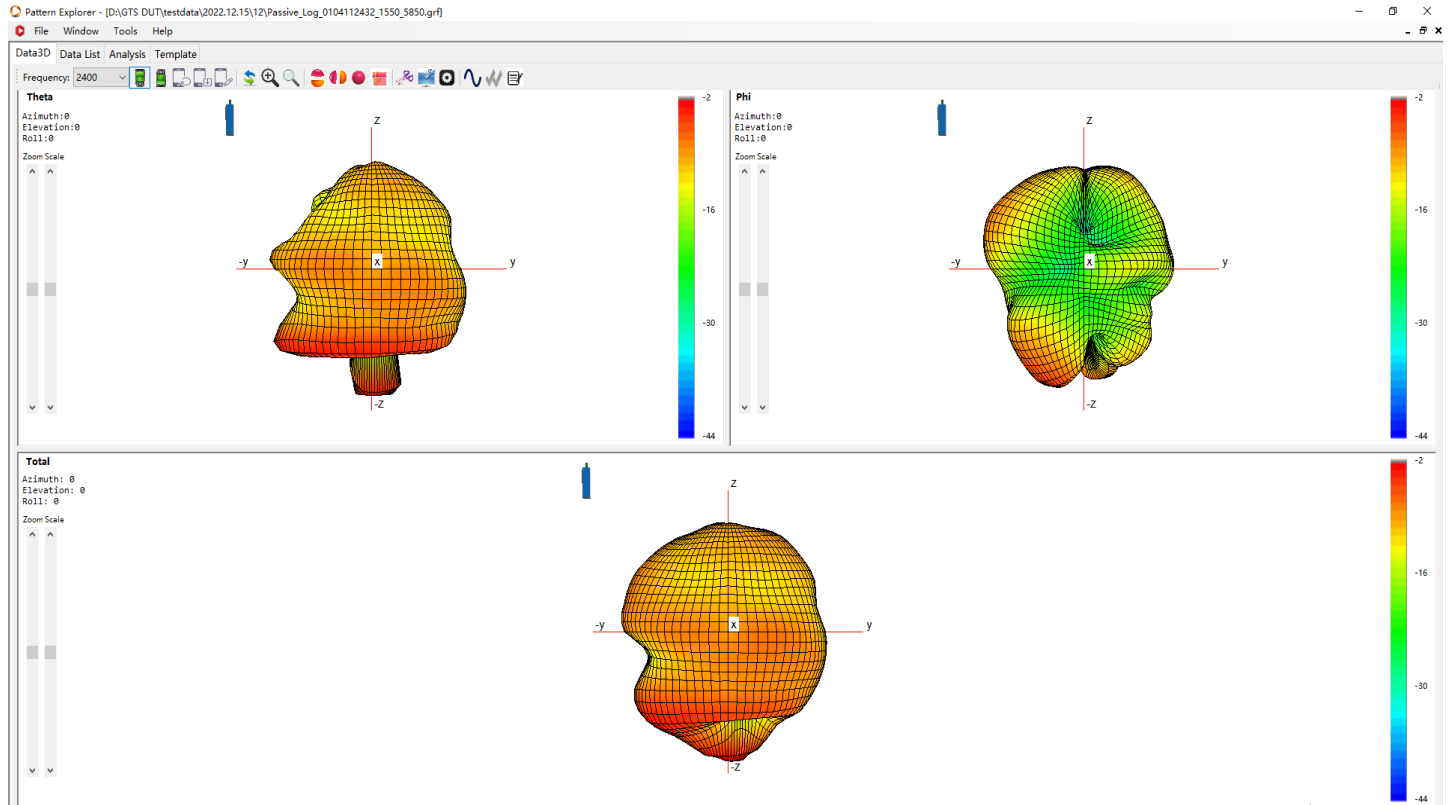 Pattern Explorer - [D:\GTS DUT\testdata\2022.12.15\12\Passive_Log_0104112432_1550_5850.grf]
File Window Tools Help
Data3D Data List Analysis Template
Frequency: 2400
Theta
Azimuth:0
Elevation:0
Roll:0
Zoom Scale
Z
-y
X
y
-Z
-2
-16
-30
-44
Phi
Azimuth:0
Elevation:0
Roll:0
Zoom Scale
Z
-y
X
y
-Z
-2
-16
-30
-44
Total
Azimuth: 0
Elevation: 0
Roll: 0
Zoom Scale
Z
-y
X
y
-Z
-2
-16
-30
-44